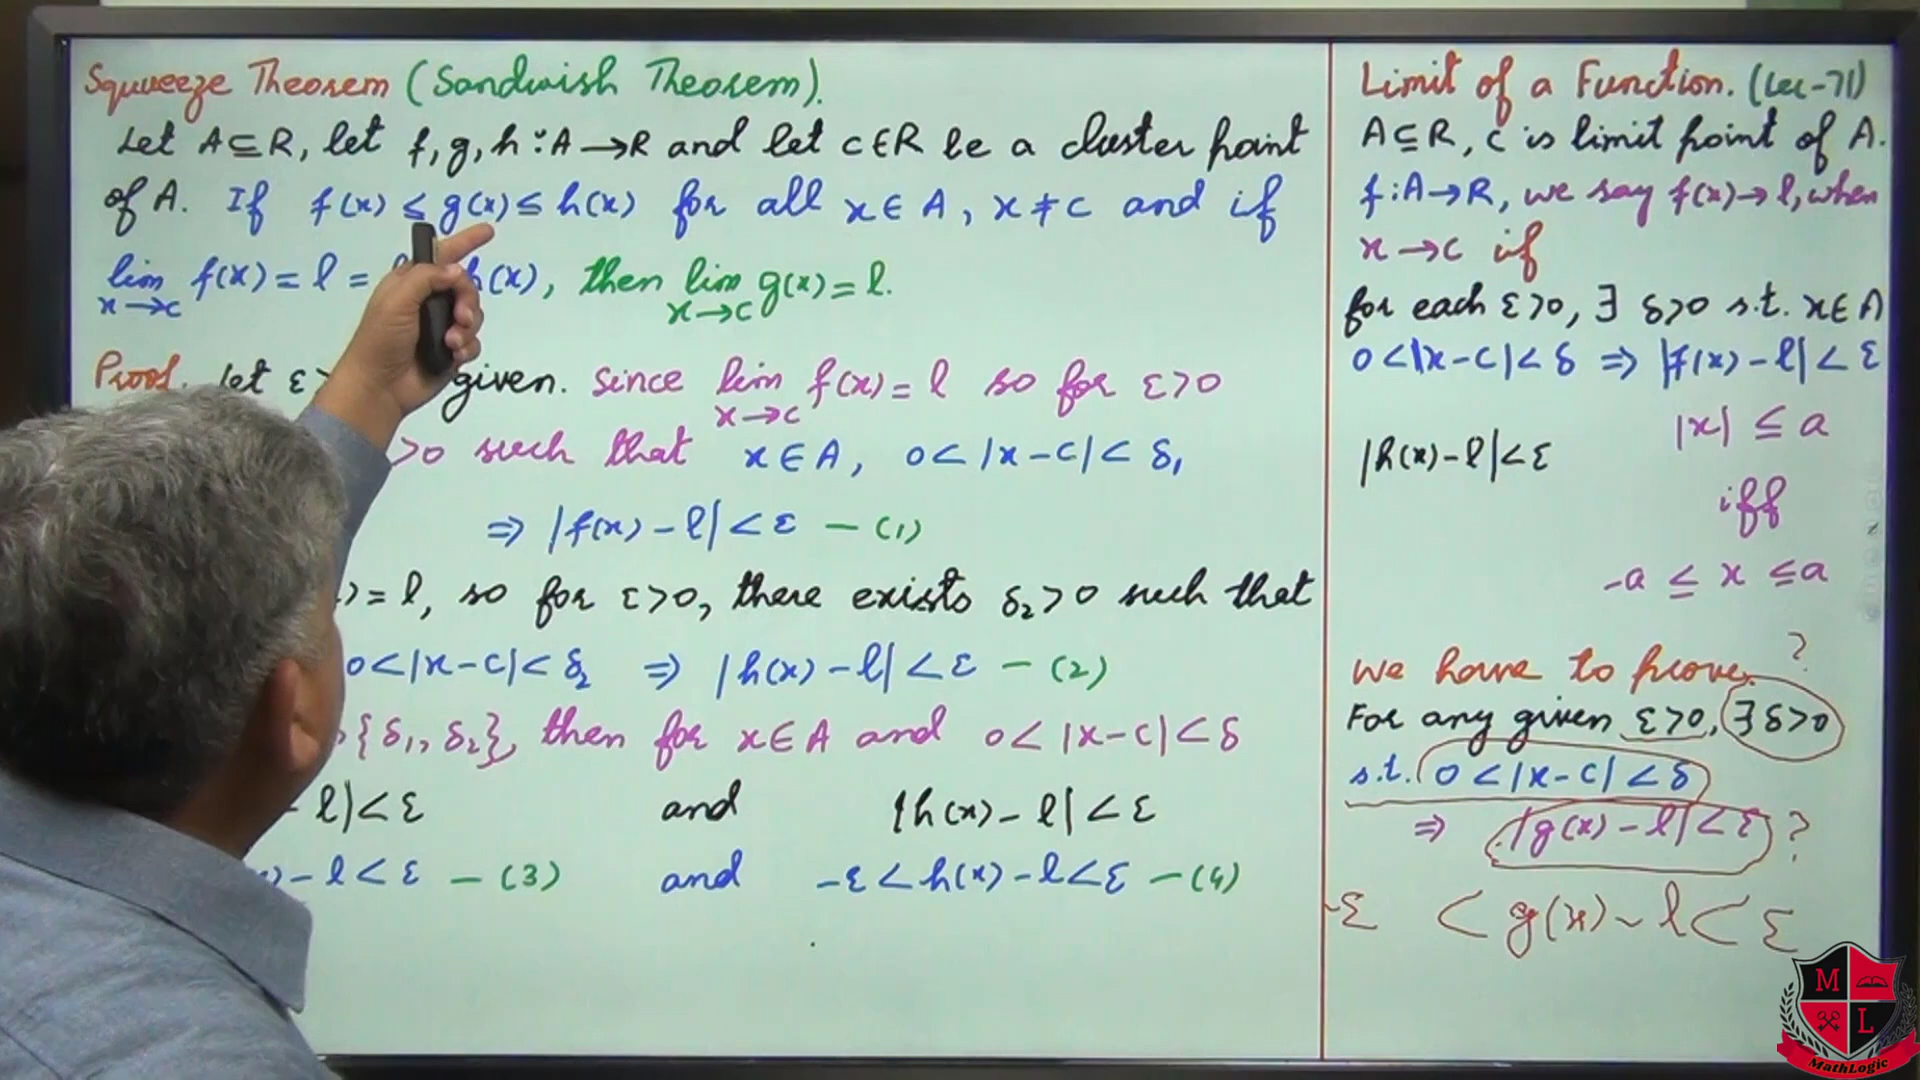 Squeeze Theorem (Sandwish Theorem).
Let A⊆R, let f, g, h : A→R and let c∈R be a cluster point
of A. If f(x) ≤ g(x) ≤ h(x) for all x∈A, x≠c and if
lim x→c f(x) = l = h(x), then lim x→c g(x) = l.
Proof. Let ε> given. Since lim x→c f(x) = l so for ε>0
>0 such that x∈A, 0<|x-c|<δ₁
⇒ |f(x)-l|<ε — (1)
)=l, so for ε>0, there exists δ₂>0 such that
0<|x-c|<δ₂ ⇒ |h(x)-l|<ε — (2)
{δ₁, δ₂}, then for x∈A and 0<|x-c|<δ
- l|<ε and |h(x)-l|<ε
)-l<ε — (3) and -ε<h(x)-l<ε — (4)
Limit of a Function. (Lec-71)
A⊆R, c is limit point of A.
f:A→R, we say f(x)→l, when
x→c if
for each ε>0, ∃ δ>0 s.t. x∈A
0<|x-c|<δ ⇒ |f(x)-l|<ε
|x| ≤ a
|h(x)-l|<ε
iff
-a ≤ x ≤ a
We have to prove. ?
For any given ε>0, ∃ δ>0
s.t. 0<|x-c|<δ
⇒ |g(x)-l|<ε ?
-ε < g(x)-l < ε
M
L
MathLogic